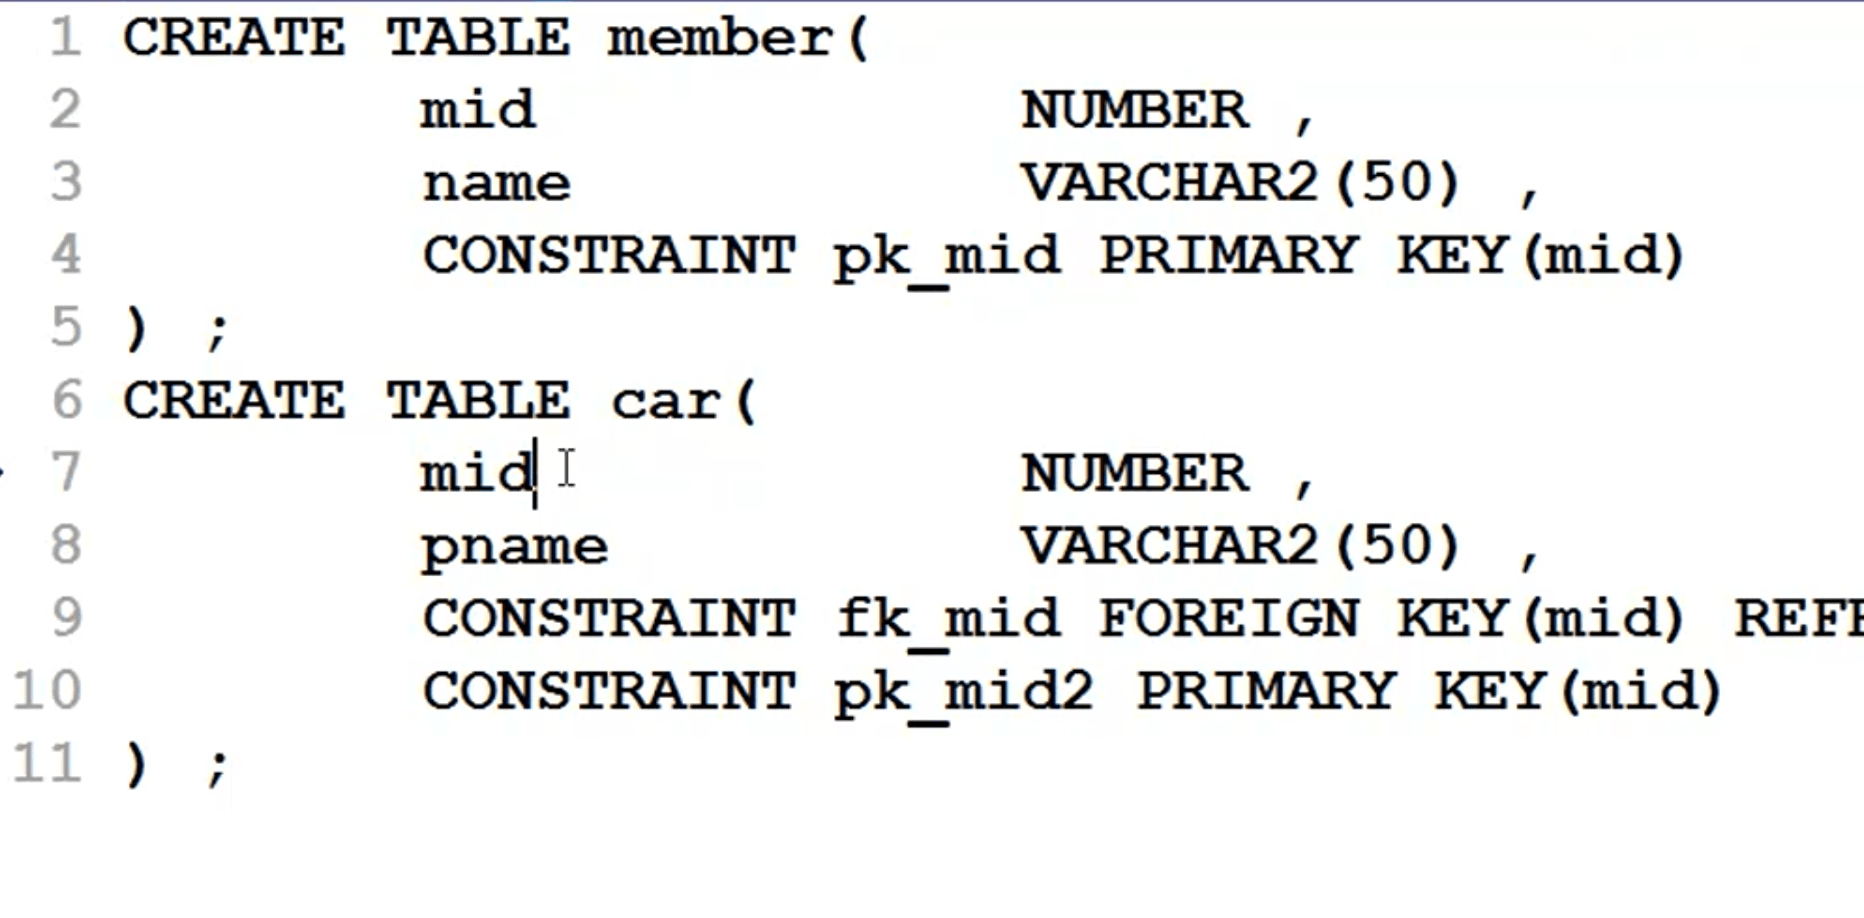 1 CREATE TABLE member(
2 mid NUMBER ,
3 name VARCHAR2(50) ,
4 CONSTRAINT pk_mid PRIMARY KEY(mid)
5 ) ;
6 CREATE TABLE car(
7 mid NUMBER ,
8 pname VARCHAR2(50) ,
9 CONSTRAINT fk_mid FOREIGN KEY(mid)
10 CONSTRAINT pk_mid2 PRIMARY KEY(mid)
11 ) ;